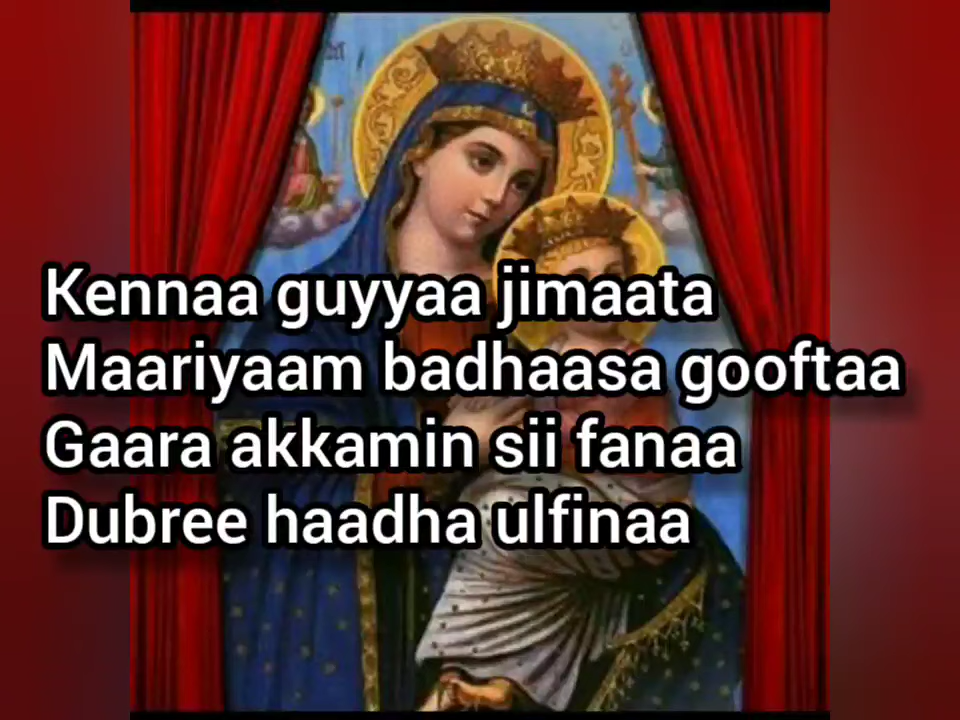 Kennaa guyyaa jimaata
Maariyaam badhaasa gooftaa
Gaara akkamin sii fanaa
Dubree haadha ulfinaa